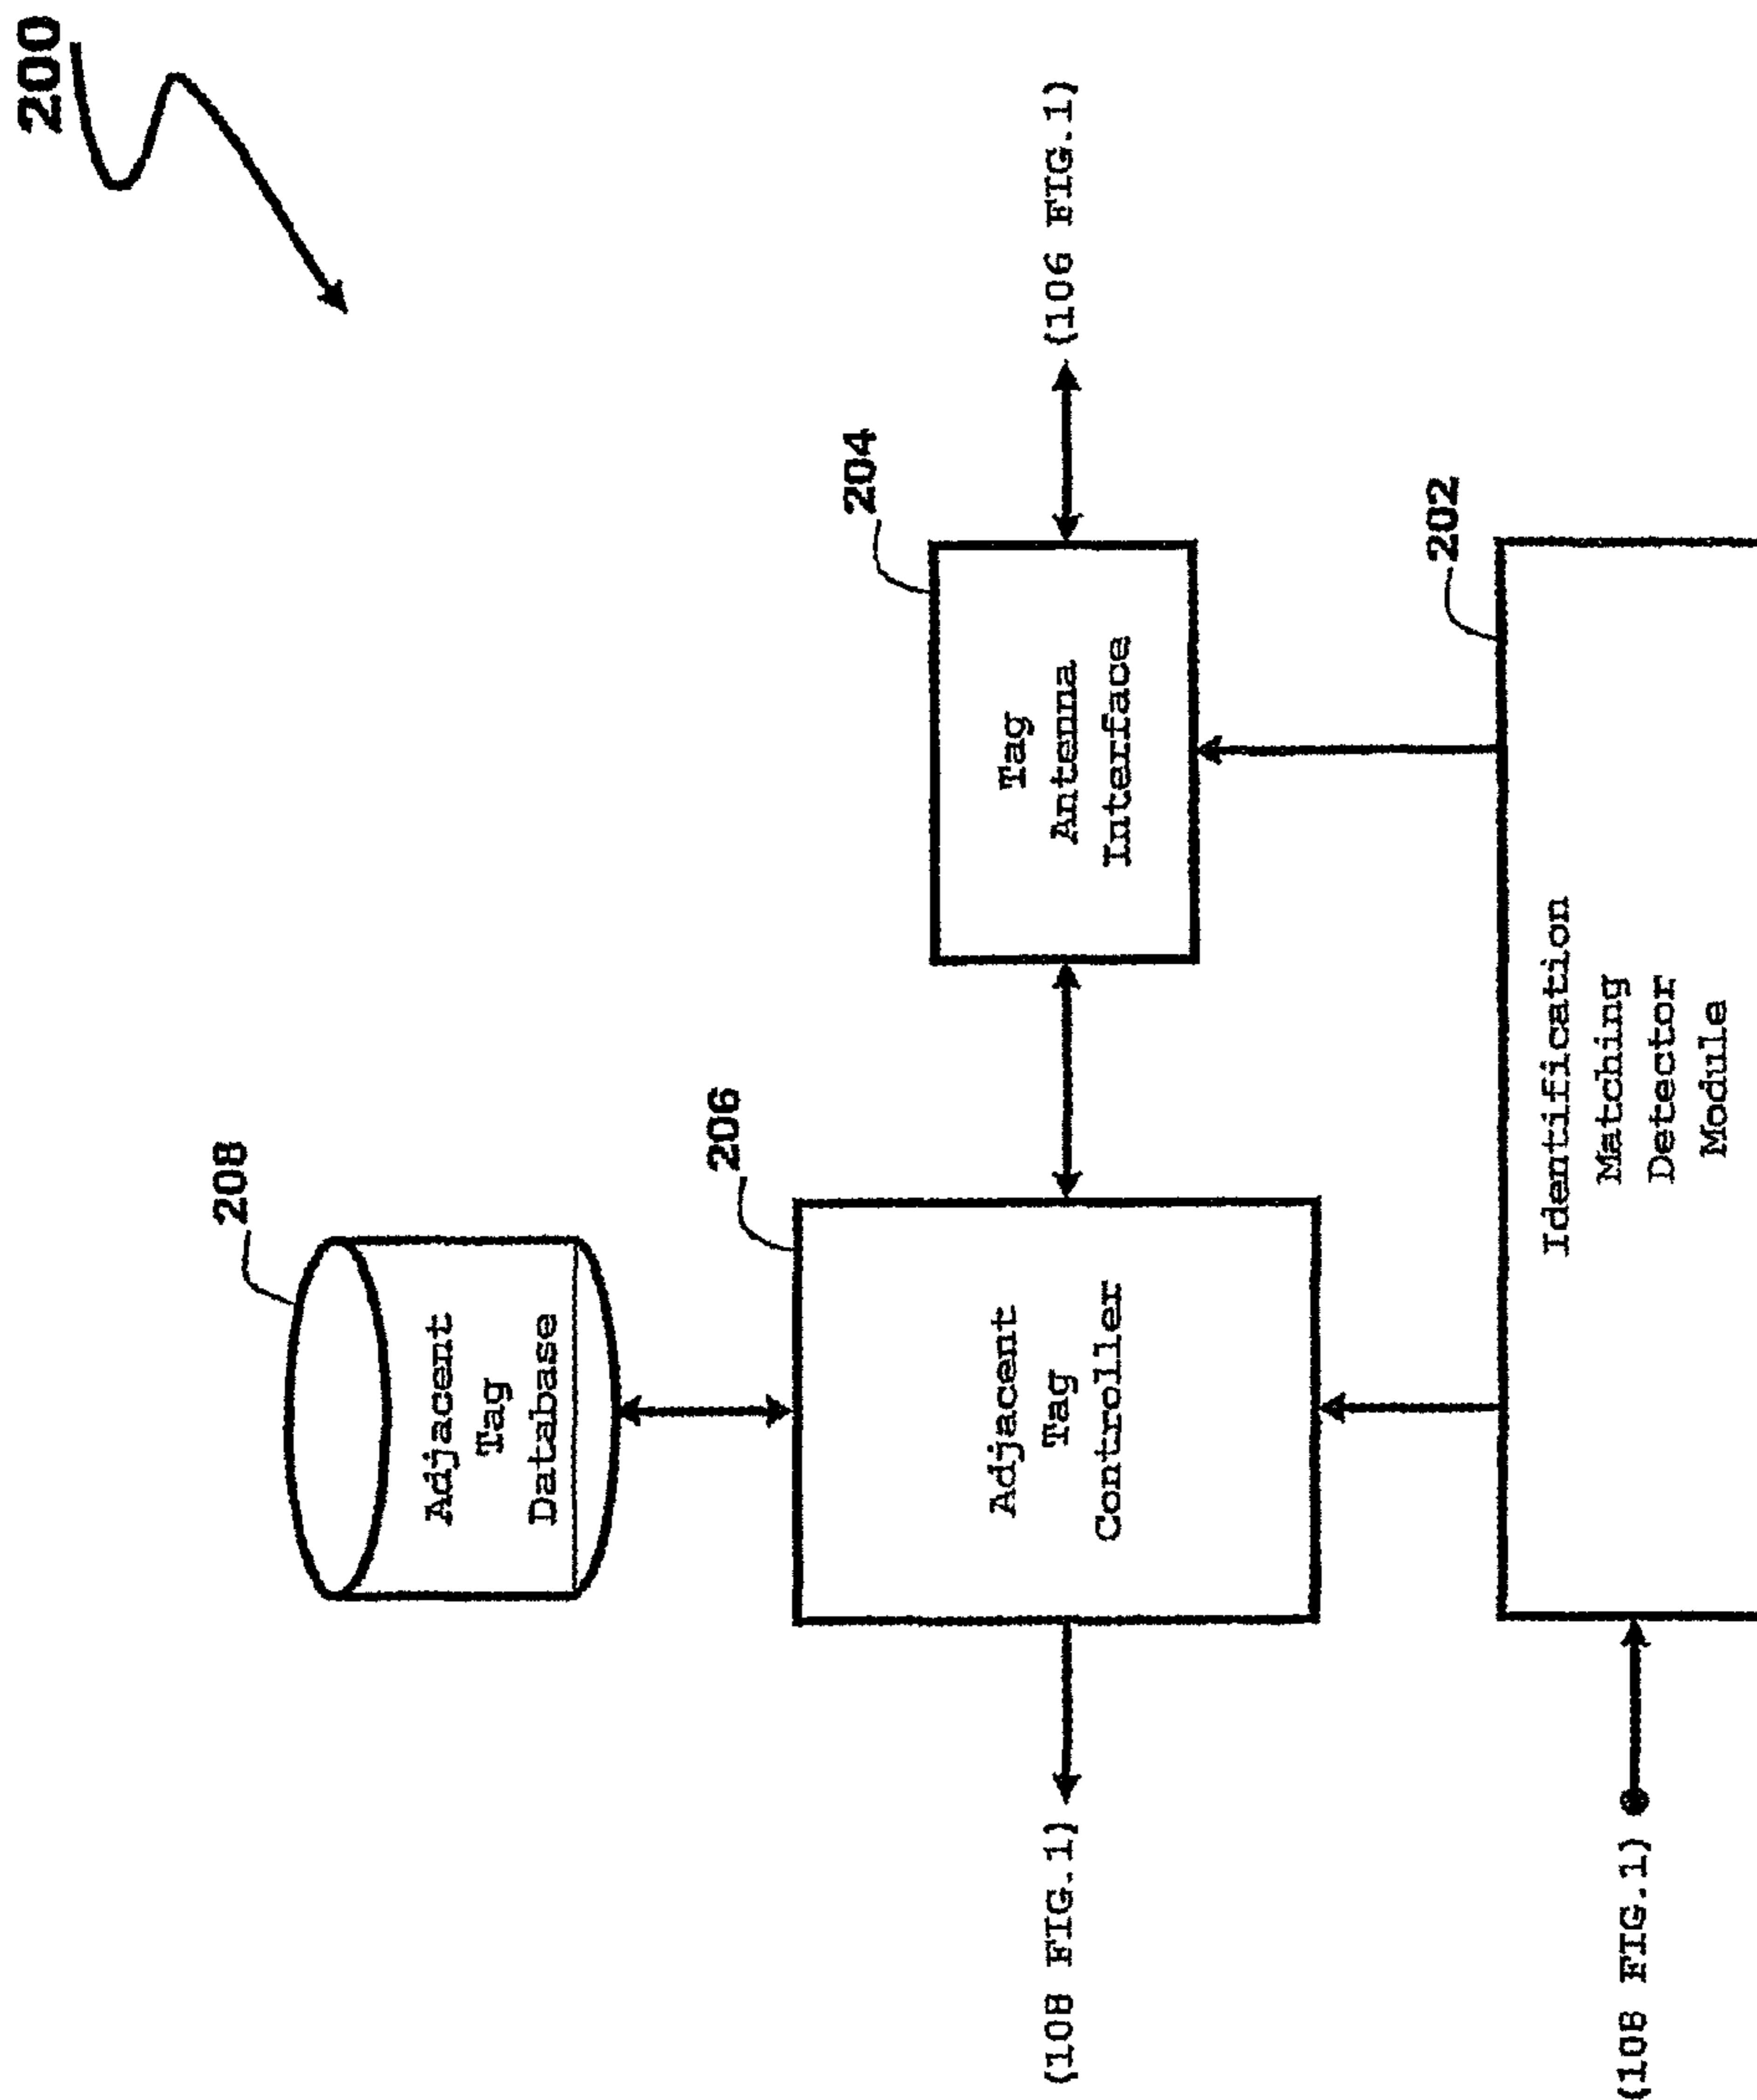 200
208
Adjacent
Tag
Database
206
Adjacent
Tag
Controller
204
Tag
Antenna
Interface
(108 FIG.1)
(106 FIG.1)
202
Identification
Matching
Detector
Module
(108 FIG.1)